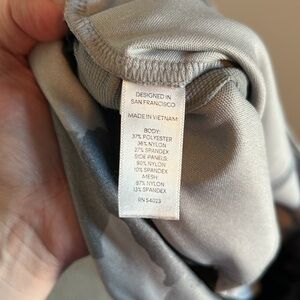 DESIGNED IN
SAN FRANCISCO
MADE IN VIETNAM
BODY:
37% POLYESTER
36% NYLON
27% SPANDEX
SIDE PANELS:
90% NYLON
10% SPANDEX
MESH:
87% NYLON
13% SPANDEX
RN 54023